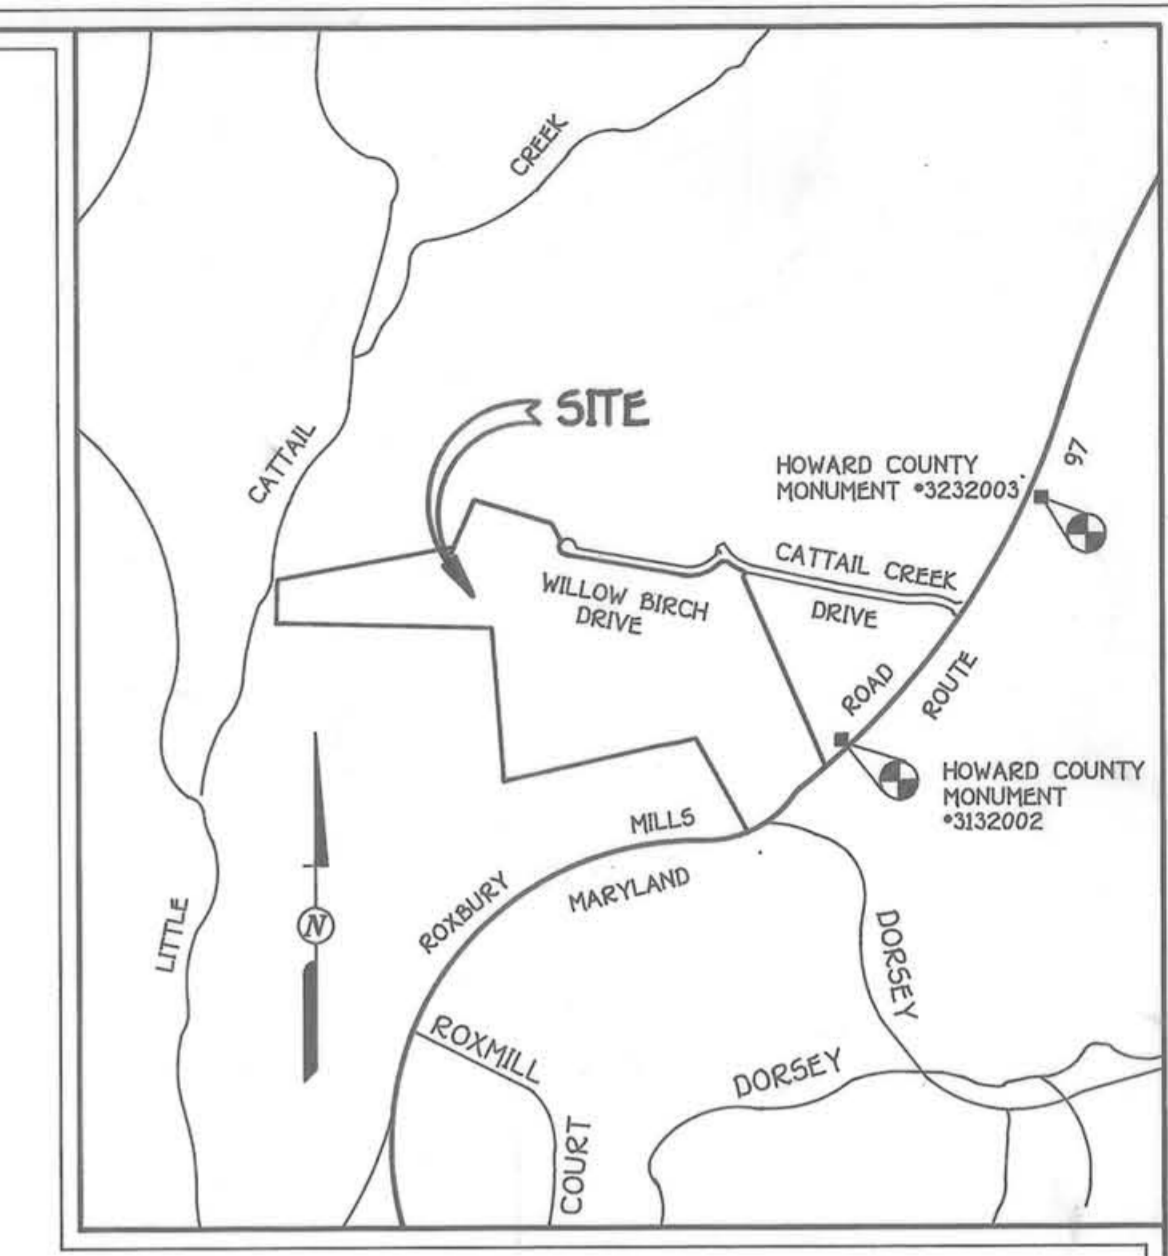 CREEK
SITE
CATTAIL
97
HOWARD COUNTY
MONUMENT •3232003
CATTAIL CREEK
DRIVE
WILLOW BIRCH
DRIVE
ROAD
ROUTE
HOWARD COUNTY
MONUMENT
•3132002
MILLS
MARYLAND
ROXBURY
LITTLE
N
DORSEY
ROXMILL
COURT
DORSEY